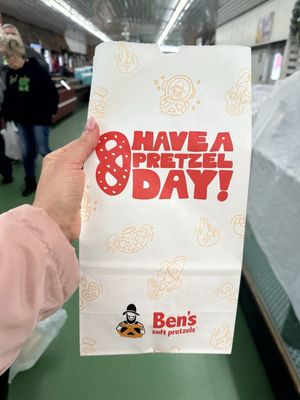 HAVE A
PRETZEL
DAY!
Ben's
soft pretzels